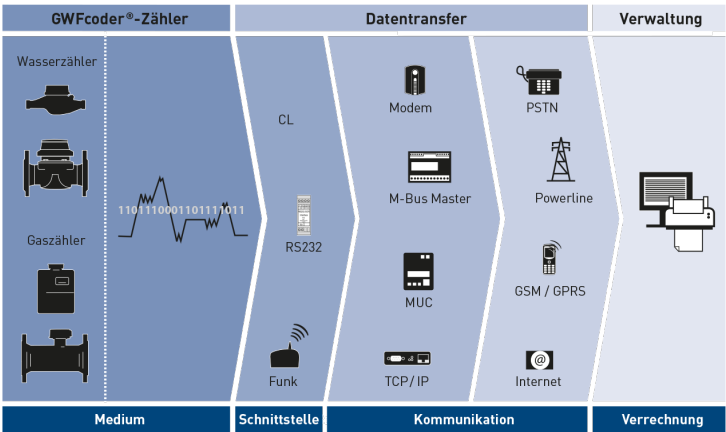 GWFcoder®-Zähler
Datentransfer
Verwaltung
Wasserzähler
Gaszähler
1101110001101111011
CL
RS232
Funk
Modem
M-Bus Master
MUC
TCP/IP
PSTN
Powerline
GSM / GPRS
@
Internet
Medium
Schnittstelle
Kommunikation
Verrechnung